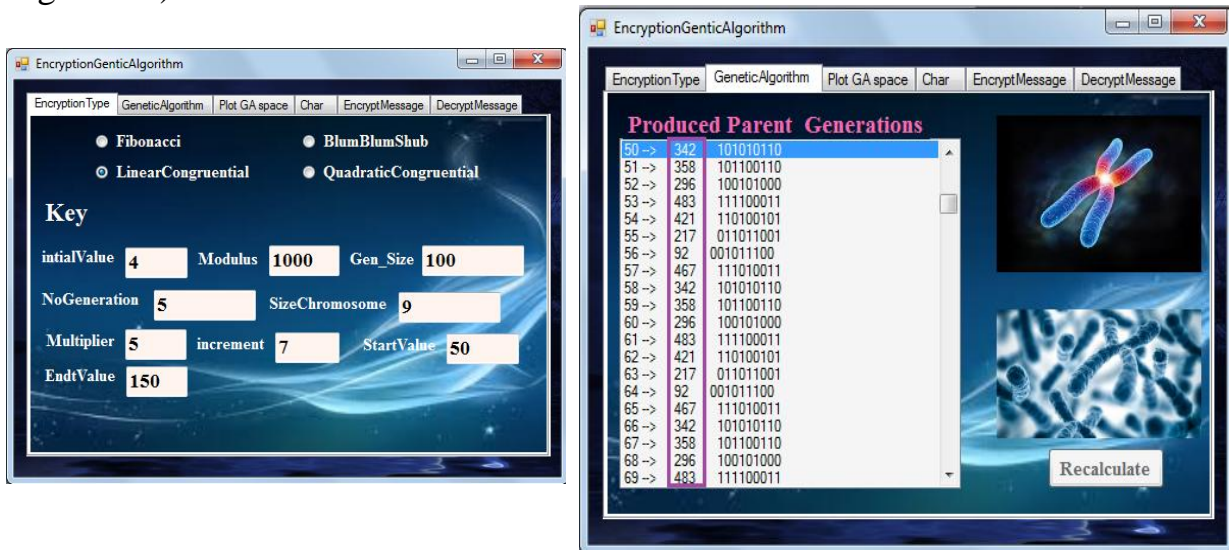 EncryptionGenticAlgorithm
EncryptionType GeneticAlgorithm Plot GA space Char EncryptMessage DecryptMessage
Fibonacci BlumBlumShub
LinearCongruential QuadraticCongruential
Key
intialValue 4 Modulus 1000 Gen_Size 100
NoGeneration 5 SizeChromosome 9
Multiplier 5 increment 7 StartValue 50
EndtValue 150
EncryptionGenticAlgorithm
EncryptionType GeneticAlgorithm Plot GA space Char EncryptMessage DecryptMessage
Produced Parent Generations
50 --> 342 101010110
51 --> 358 101100110
52 --> 296 100101000
53 --> 483 111100011
54 --> 421 110100101
55 --> 217 011011001
56 --> 92 001011100
57 --> 467 111010011
58 --> 342 101010110
59 --> 358 101100110
60 --> 296 100101000
61 --> 483 111100011
62 --> 421 110100101
63 --> 217 011011001
64 --> 92 001011100
65 --> 467 111010011
66 --> 342 101010110
67 --> 358 101100110
68 --> 296 100101000
69 --> 483 111100011
Recalculate